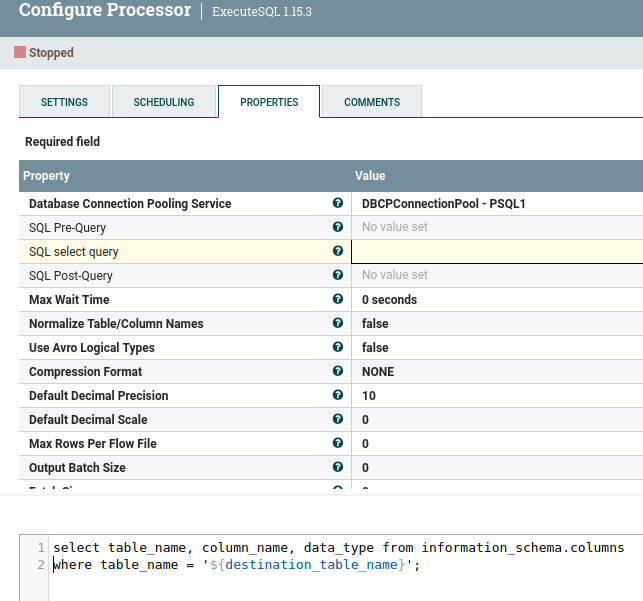 Configure Processor | ExecuteSQL 1.15.3
Stopped
SETTINGS SCHEDULING PROPERTIES COMMENTS
Required field
Property Value
Database Connection Pooling Service ? DBCPConnectionPool - PSQL1
SQL Pre-Query ? No value set
SQL select query ?
SQL Post-Query ? No value set
Max Wait Time ? 0 seconds
Normalize Table/Column Names ? false
Use Avro Logical Types ? false
Compression Format ? NONE
Default Decimal Precision ? 10
Default Decimal Scale ? 0
Max Rows Per Flow File ? 0
Output Batch Size ? 0
1 select table_name, column_name, data_type from information_schema.columns
2 where table_name = '${destination_table_name}';